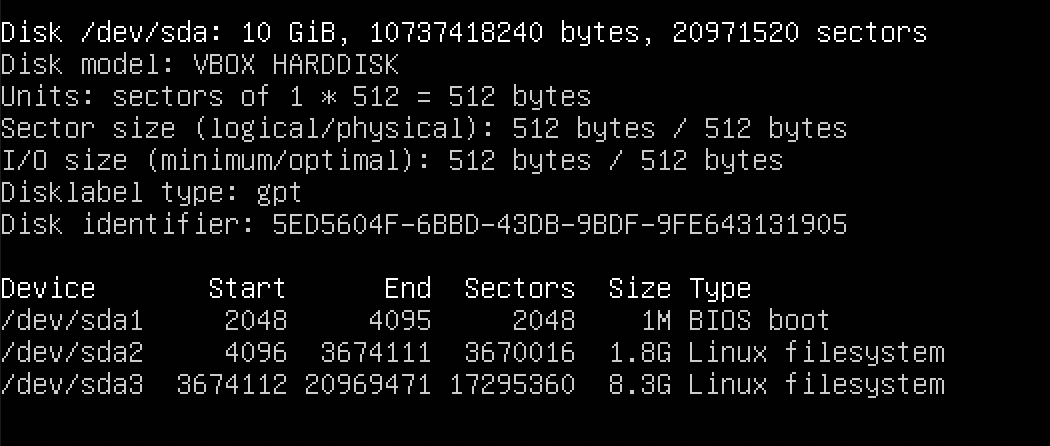 Disk /dev/sda: 10 GiB, 10737418240 bytes, 20971520 sectors
Disk model: VBOX HARDDISK
Units: sectors of 1 * 512 = 512 bytes
Sector size (logical/physical): 512 bytes / 512 bytes
I/O size (minimum/optimal): 512 bytes / 512 bytes
Disklabel type: gpt
Disk identifier: 5ED5604F-6BBD-43DB-9BDF-9FE643131905
Device       Start      End  Sectors  Size Type
/dev/sda1     2048     4095     2048    1M BIOS boot
/dev/sda2     4096  3674111  3670016  1.8G Linux filesystem
/dev/sda3  3674112 20969471 17295360  8.3G Linux filesystem